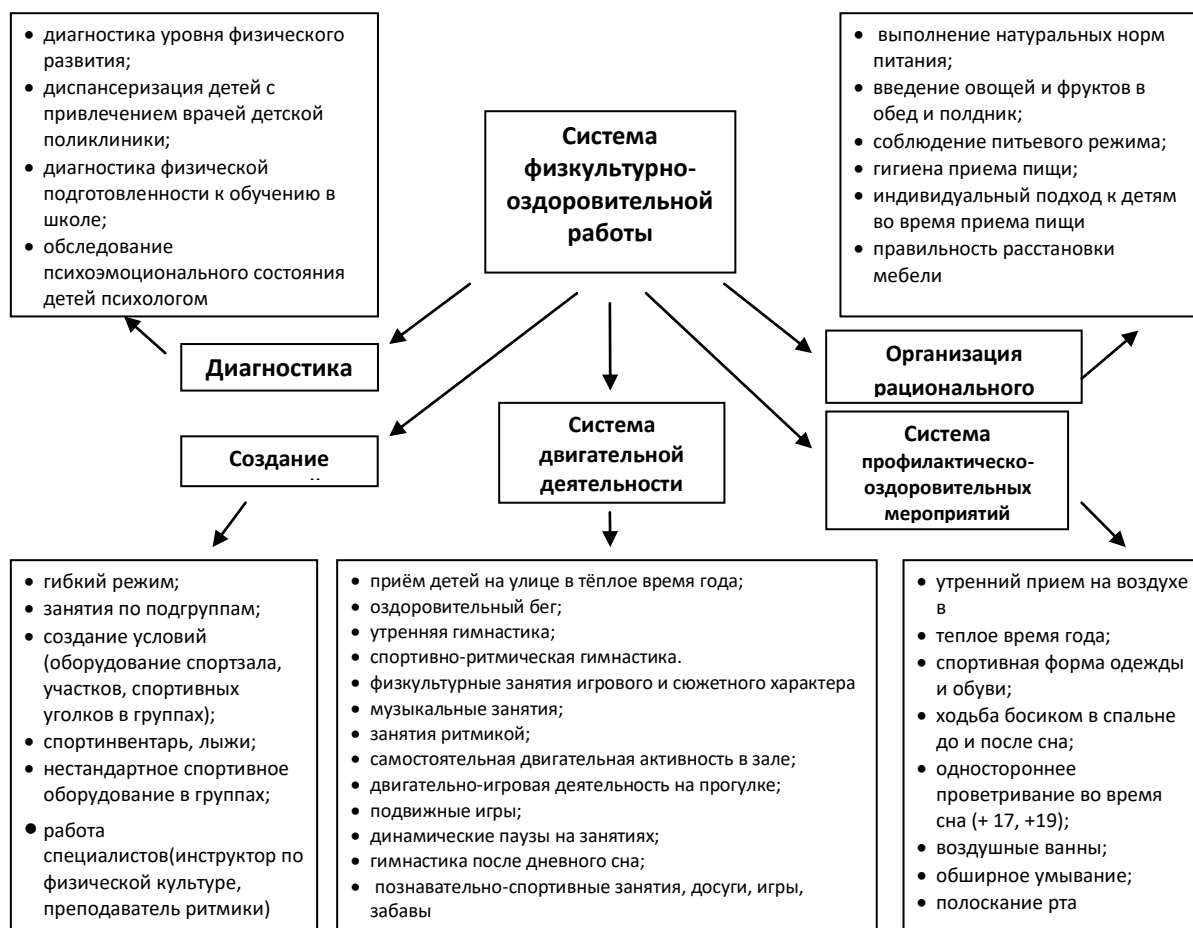 • диагностика уровня физического
развития;
• диспансеризация детей с
привлечением врачей детской
поликлиники;
• диагностика физической
подготовленности к обучению в
школе;
• обследование
психоэмоционального состояния
детей психологом
Система
физкультурно-
оздоровительной
работы
• выполнение натуральных норм
питания;
• введение овощей и фруктов в
обед и полдник;
• соблюдение питьевого режима;
• гигиена приема пищи;
• индивидуальный подход к детям
во время приема пищи
• правильность расстановки
мебели
Диагностика
Организация
рационального
Создание
Система
двигательной
деятельности
Система
профилактическо-
оздоровительных
мероприятий
• гибкий режим;
• занятия по подгруппам;
• создание условий
(оборудование спортзала,
участков, спортивных
уголков в группах);
• спортинвентарь, лыжи;
• нестандартное спортивное
оборудование в группах;
• работа
специалистов(инструктор по
физической культуре,
преподаватель ритмики)
• приём детей на улице в тёплое время года;
• оздоровительный бег;
• утренняя гимнастика;
• спортивно-ритмическая гимнастика.
• физкультурные занятия игрового и сюжетного характера
• музыкальные занятия;
• занятия ритмикой;
• самостоятельная двигательная активность в зале;
• двигательно-игровая деятельность на прогулке;
• подвижные игры;
• динамические паузы на занятиях;
• гимнастика после дневного сна;
• познавательно-спортивные занятия, досуги, игры,
забавы
• утренний прием на воздухе
в
• теплое время года;
• спортивная форма одежды
и обуви;
• ходьба босиком в спальне
до и после сна;
• одностороннее
проветривание во время
сна (+ 17, +19);
• воздушные ванны;
• обширное умывание;
• полоскание рта